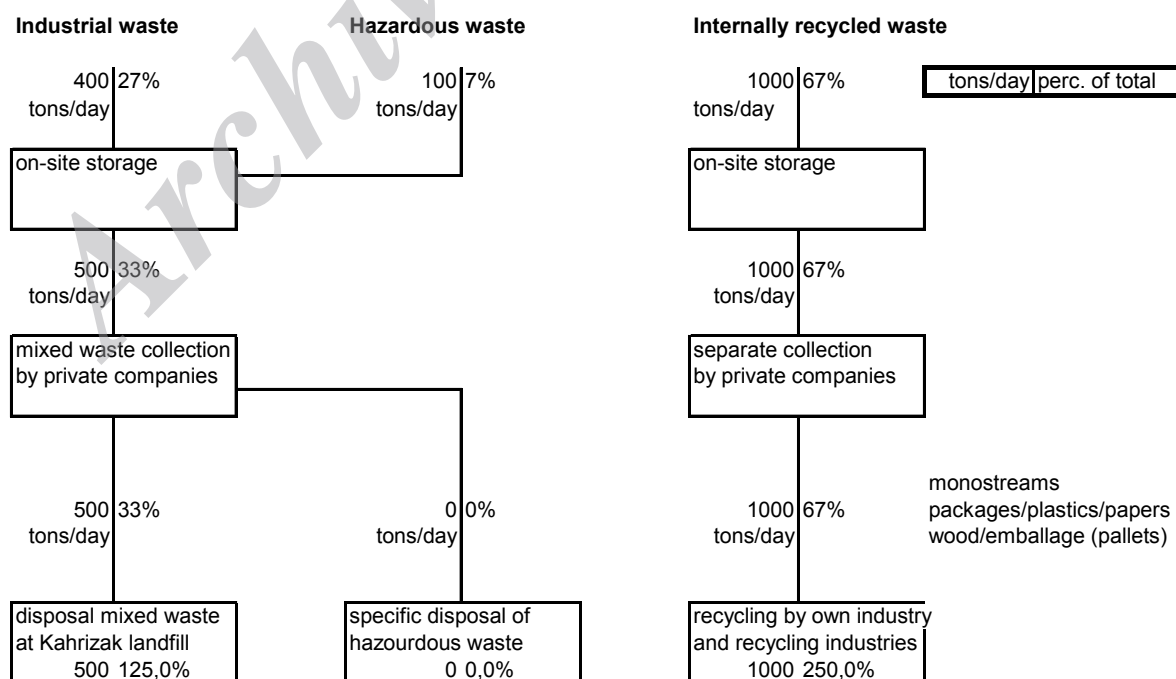 Industrial waste
Hazardous waste
Internally recycled waste
400 27%
tons/day
100 7%
tons/day
1000 67%
tons/day
tons/day perc. of total
on-site storage
on-site storage
500 33%
tons/day
1000 67%
tons/day
mixed waste collection
by private companies
separate collection
by private companies
500 33%
tons/day
0 0%
tons/day
1000 67%
tons/day
monostreams
packages/plastics/papers
wood/emballage (pallets)
disposal mixed waste
at Kahrizak landfill
500 125,0%
specific disposal of
hazourdous waste
0 0,0%
recycling by own industry
and recycling industries
1000 250,0%